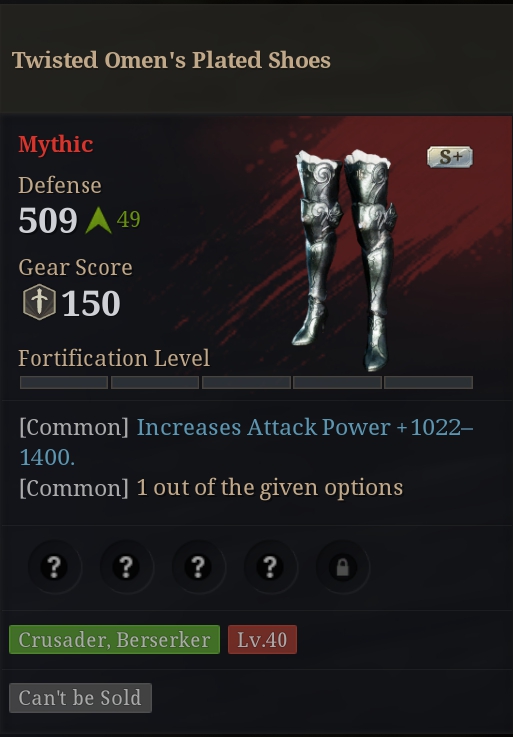 Twisted Omen's Plated Shoes
Mythic
S+
Defense
509 49
Gear Score
150
Fortification Level
[Common] Increases Attack Power +1022–
1400.
[Common] 1 out of the given options
? ? ? ?
Crusader, Berserker Lv.40
Can't be Sold